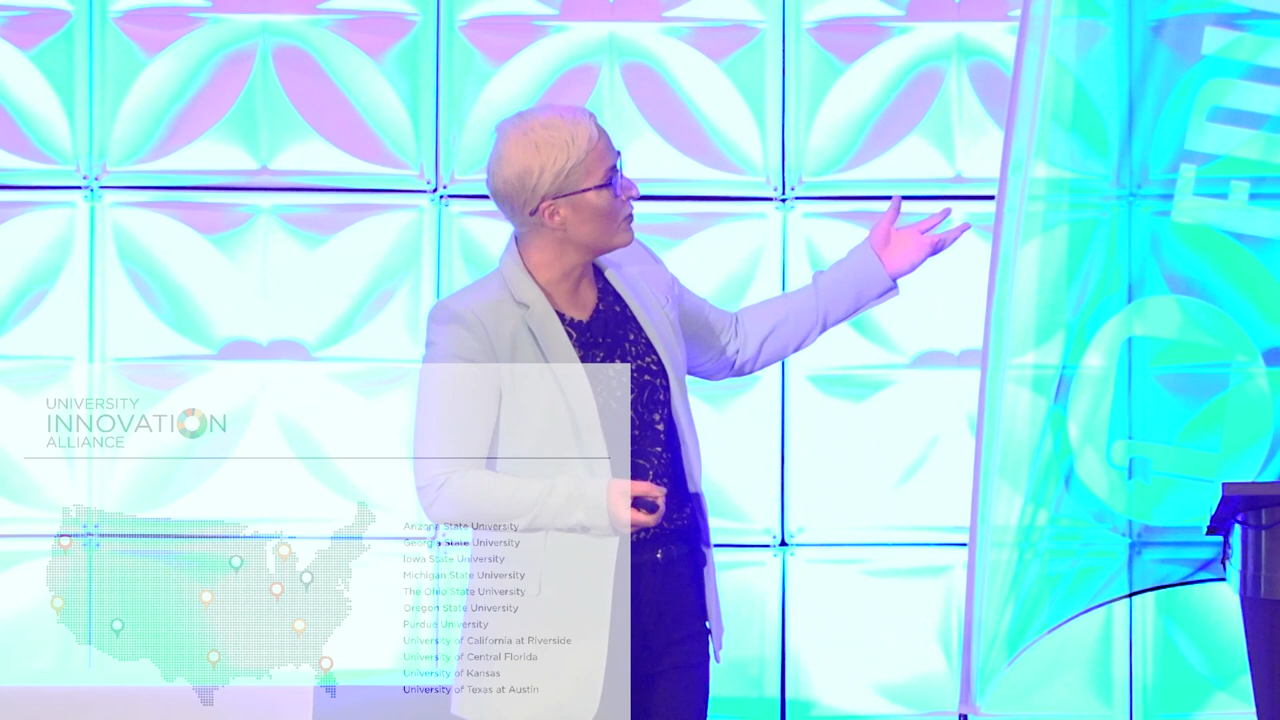 UNIVERSITY
INNOVATION
ALLIANCE
Arizona State University
Georgia State University
Iowa State University
Michigan State University
The Ohio State University
Oregon State University
Purdue University
University of California at Riverside
University of Central Florida
University of Kansas
University of Texas at Austin